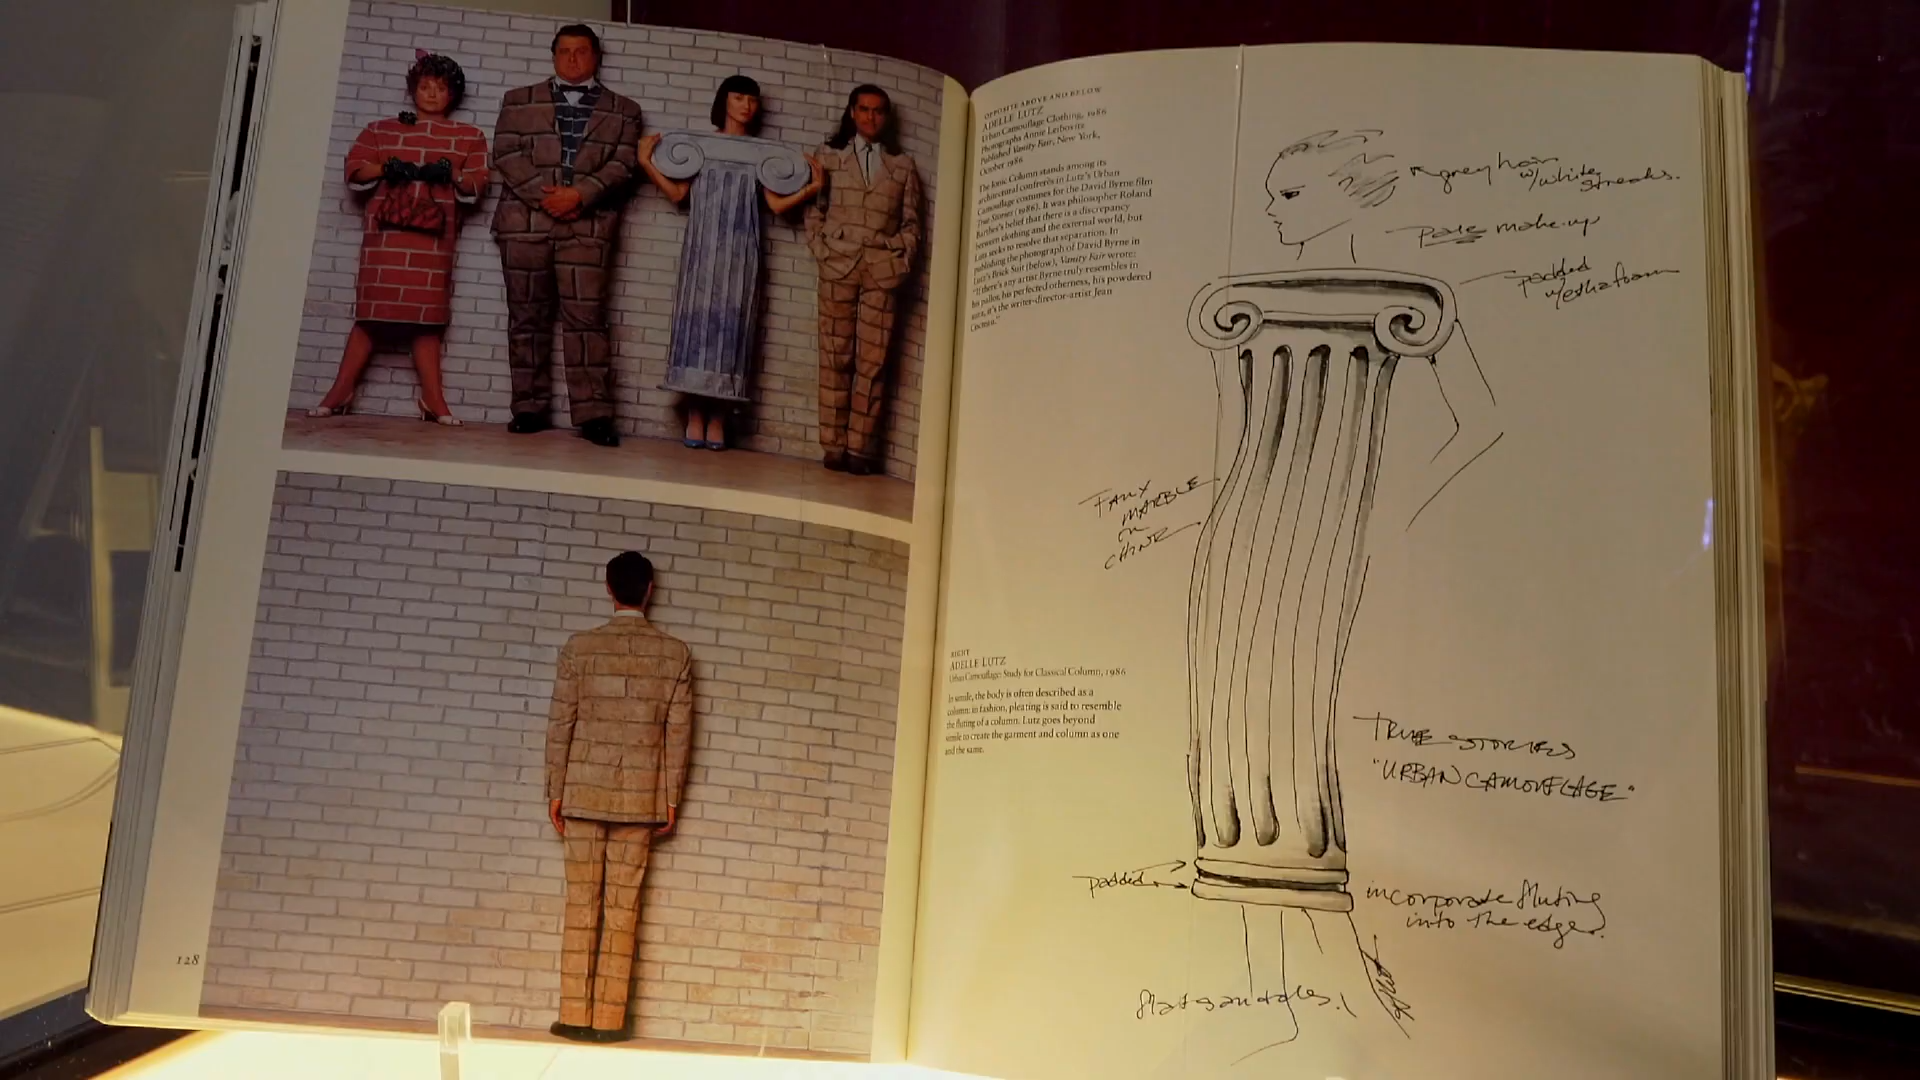 128
OPPOSITE ABOVE AND BELOW
ADELLE LUTZ
Urban Camouflage Clothing, 1986
Photographs Annie Leibovitz
Published Vanity Fair, New York,
October 1986
The Ionic Column stands among its
architectural confrerès in Lutz's Urban
Camouflage costumes for the David Byrne film
True Stories (1986). It was philosopher Roland
Barthes's belief that there is a discrepancy
between clothing and the external world, but
Lutz seeks to resolve that separation. In
publishing the photograph of David Byrne in
Lutz's Brick Suit (below), Vanity Fair wrote:
"If there's any artist Byrne truly resembles in
his pallor, his perfected otherness, his powdered
aura, it's the writer-director-artist Jean
Cocteau."
RIGHT
ADELLE LUTZ
Urban Camouflage: Study for Classical Column, 1986
In simile, the body is often described as a
column: in fashion, pleating is said to resemble
the fluting of a column. Lutz goes beyond
simile to create the garment and column as one
and the same.
grey hair
w/white
streaks.
pale make-up
padded
w/ethafoam
FAUX
MARBLE
on
TRUE STORIES
"URBAN CAMOUFLAGE"
padded
incorporate fluting
into the edge.
flat sandales.